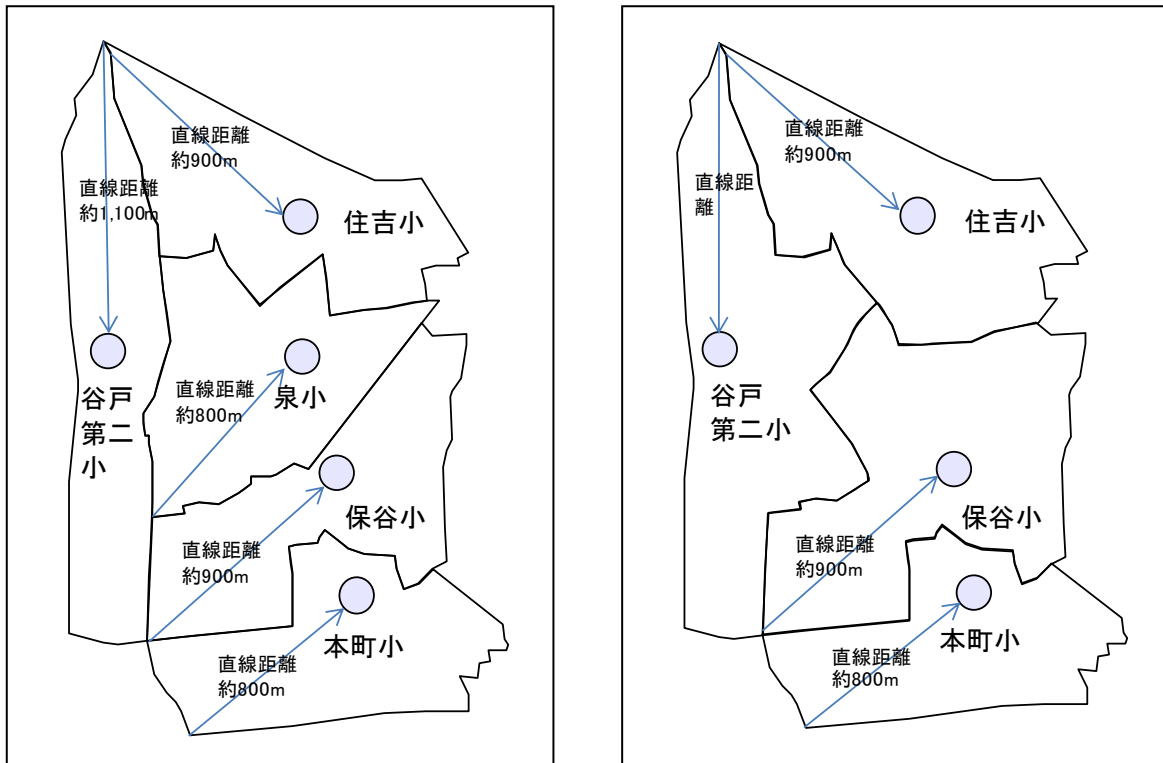 直線距離
約900m
直線距離
約1,100m
住吉小
谷戸
第二
小
直線距離
約800m
泉小
直線距離
約900m
保谷小
直線距離
約800m
本町小
直線距離
約900m
直線距
離
住吉小
谷戸
第二小
直線距離
約900m
保谷小
直線距離
約800m
本町小